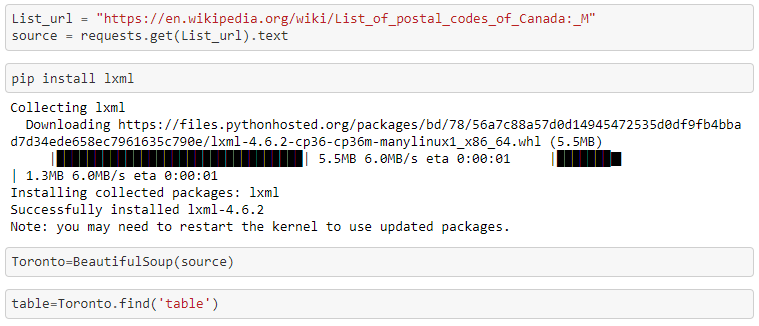 List_url = "https://en.wikipedia.org/wiki/List_of_postal_codes_of_Canada:_M"
source = requests.get(List_url).text
pip install lxml
Collecting lxml
Downloading https://files.pythonhosted.org/packages/bd/78/56a7c88a57d0d14945472535d0df9fb4bba
d7d34ede658ec7961635c790e/lxml-4.6.2-cp36-cp36m-manylinux1_x86_64.whl (5.5MB)
|████████████████████████████████| 5.5MB 6.0MB/s eta 0:00:01    |████████
| 1.3MB 6.0MB/s eta 0:00:01
Installing collected packages: lxml
Successfully installed lxml-4.6.2
Note: you may need to restart the kernel to use updated packages.
Toronto=BeautifulSoup(source)
table=Toronto.find('table')